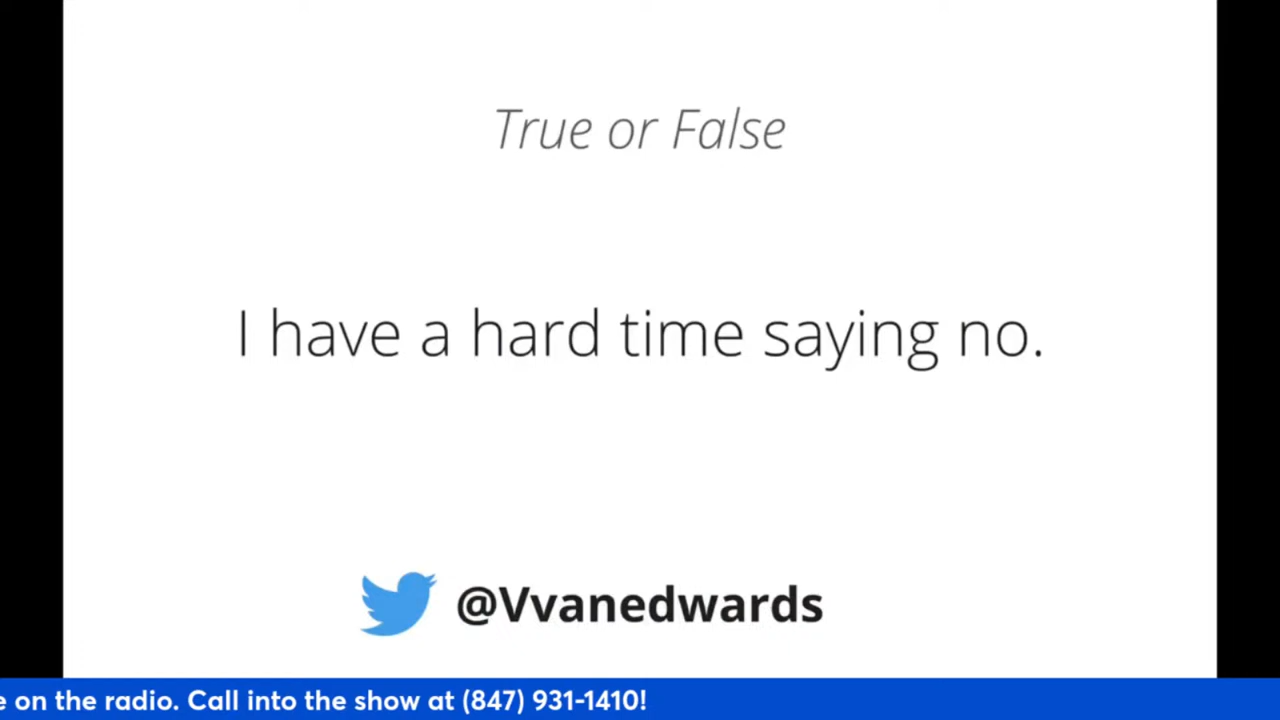 True or False
I have a hard time saying no.
@Vvanedwards
e on the radio. Call into the show at (847) 931-1410!